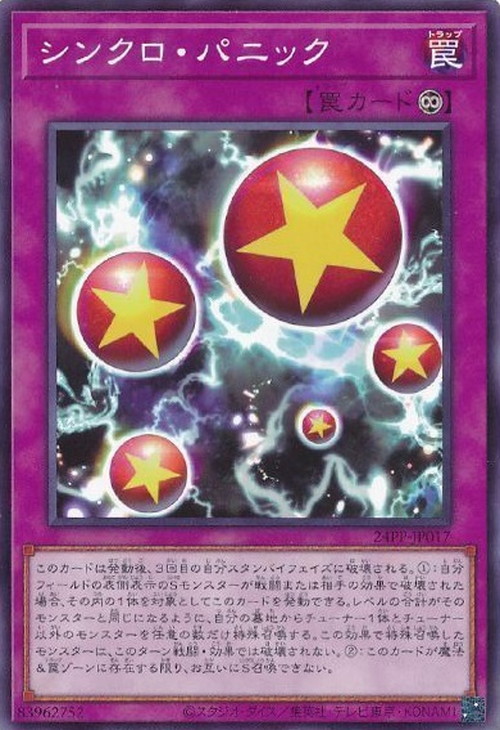 シンクロ・パニック
トラップ
罠
【罠カード】
24PP-JP017
このカードは発動後、3回目の自分スタンバイフェイズに破壊される。①:自分
フィールドの表側表示のSモンスターが戦闘または相手の効果で破壊された
場合、その内の1体を対象としてこのカードを発動できる。レベルの合計がその
モンスターと同じになるように、自分の墓地からチューナー1体とチューナー
以外のモンスターを任意の数だけ特殊召喚する。この効果で特殊召喚した
モンスターは、このターン戦闘・効果では破壊されない。②:このカードが魔法
&罠ゾーンに存在する限り、お互いにS召喚できない。
83962752
©スタジオ・ダイス/集英社・テレビ東京・KONAMI